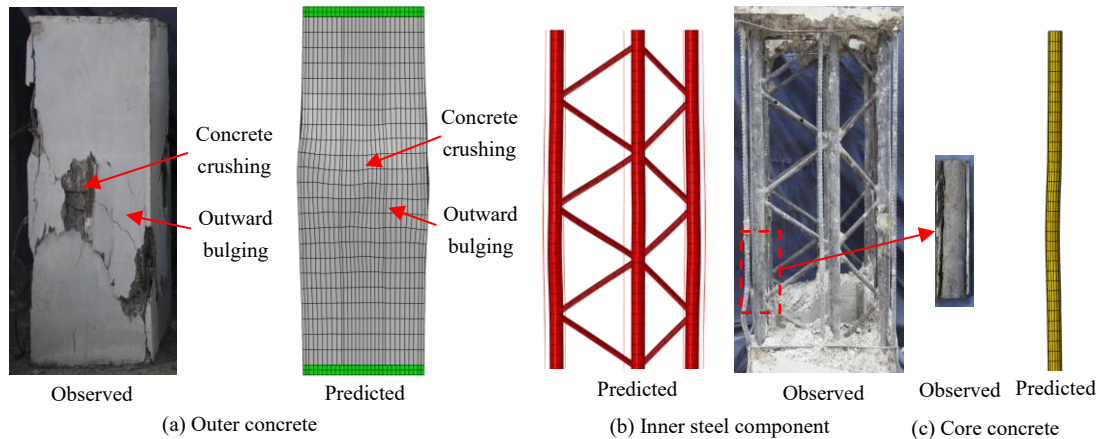 Concrete
crushing
Outward
bulging
Concrete
crushing
Outward
bulging
Observed
Predicted
Predicted
Observed
Observed
Predicted
(a) Outer concrete
(b) Inner steel component
(c) Core concrete